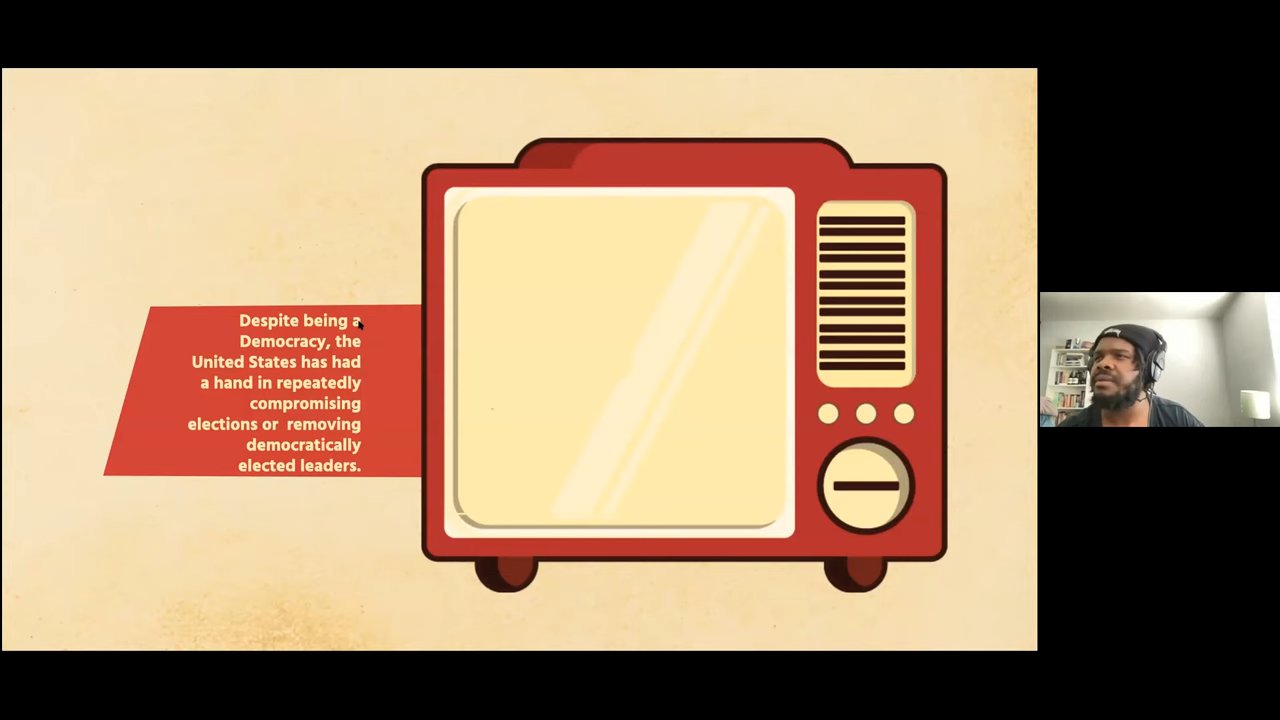 Despite being a
Democracy, the
United States has had
a hand in repeatedly
compromising
elections or  removing
democratically
elected leaders.